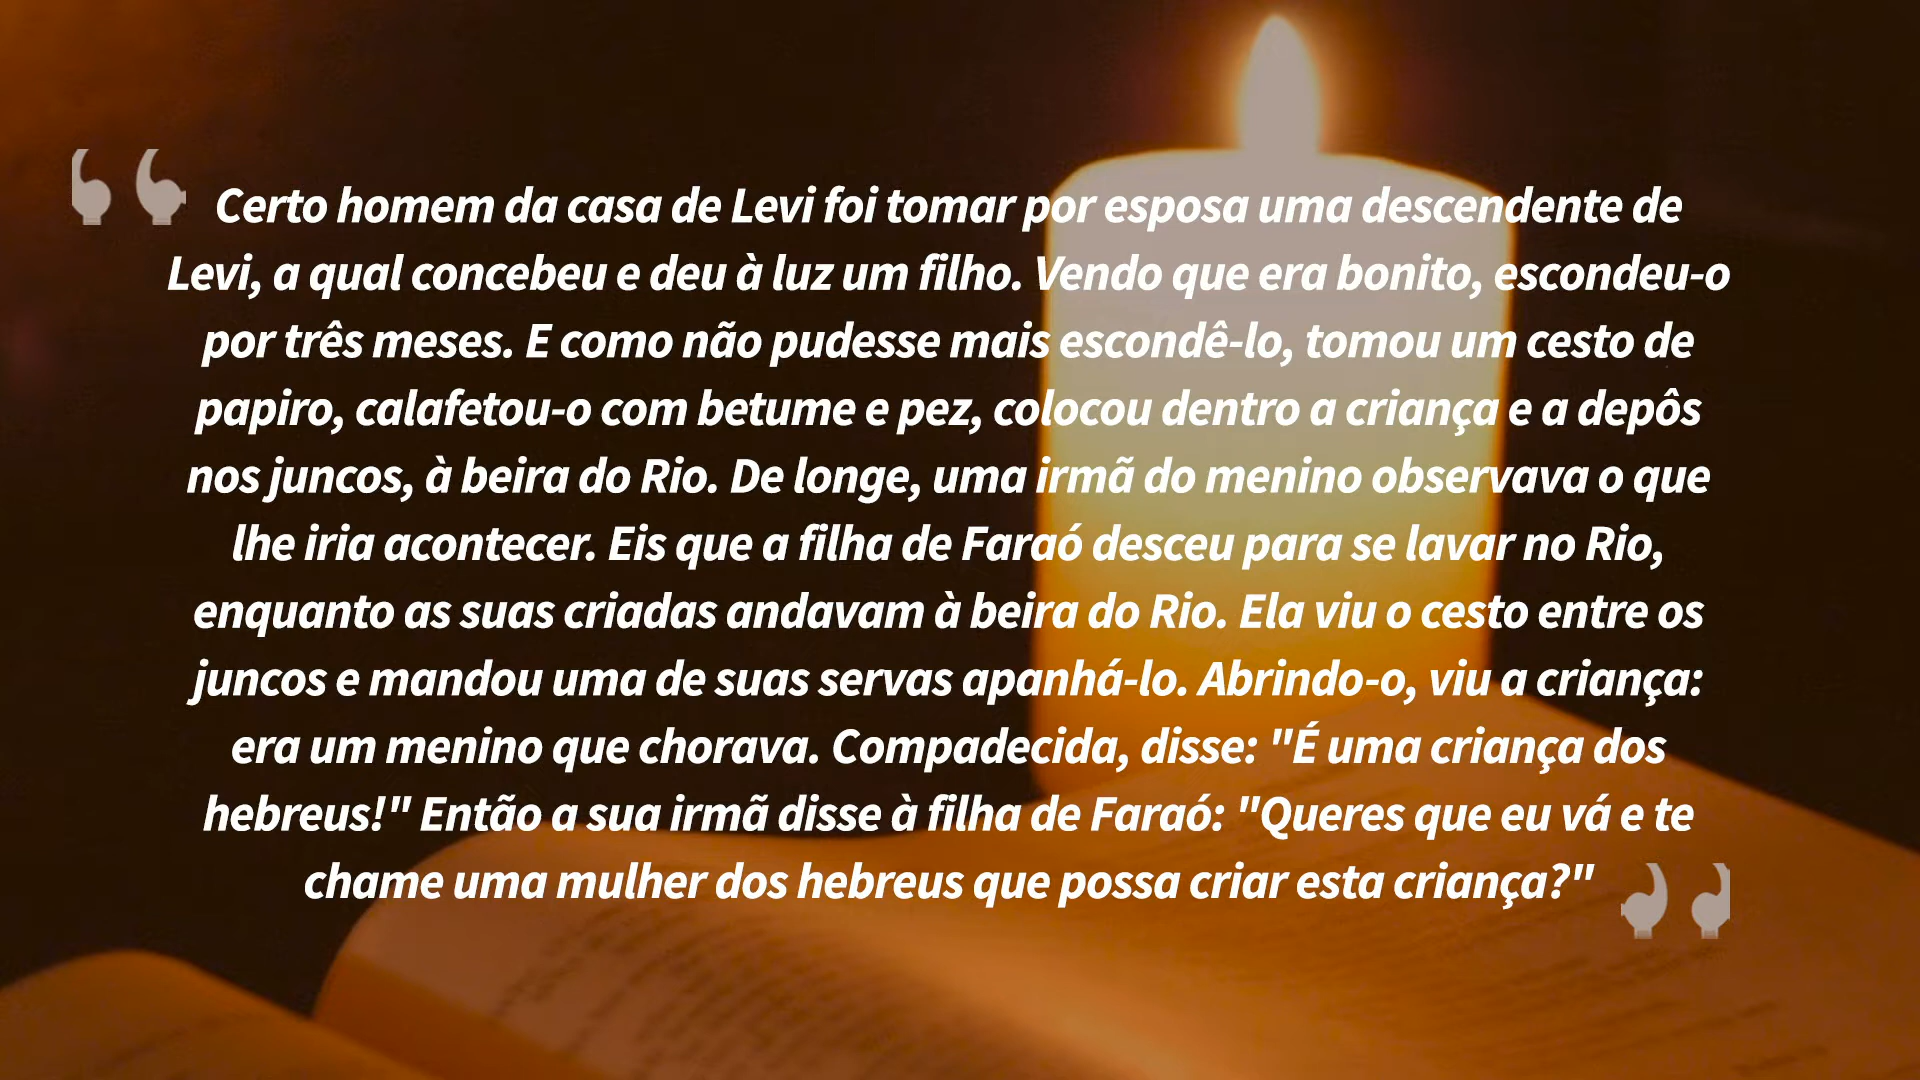 Certo homem da casa de Levi foi tomar por esposa uma descendente de
Levi, a qual concebeu e deu à luz um filho. Vendo que era bonito, escondeu-o
por três meses. E como não pudesse mais escondê-lo, tomou um cesto de
papiro, calafetou-o com betume e pez, colocou dentro a criança e a depôs
nos juncos, à beira do Rio. De longe, uma irmã do menino observava o que
lhe iria acontecer. Eis que a filha de Faraó desceu para se lavar no Rio,
enquanto as suas criadas andavam à beira do Rio. Ela viu o cesto entre os
juncos e mandou uma de suas servas apanhá-lo. Abrindo-o, viu a criança:
era um menino que chorava. Compadecida, disse: "É uma criança dos
hebreus!" Então a sua irmã disse à filha de Faraó: "Queres que eu vá e te
chame uma mulher dos hebreus que possa criar esta criança?"